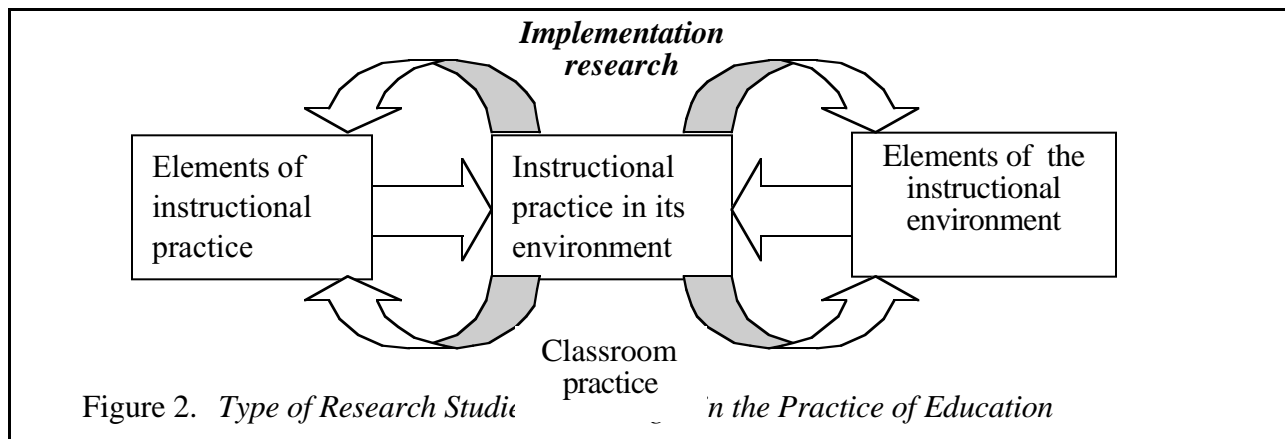 Implementation
research
Elements of
instructional
practice
Instructional
practice in its
environment
Elements of the
instructional
environment
Classroom
practice
Figure 2. Type of Research in the Practice of Education